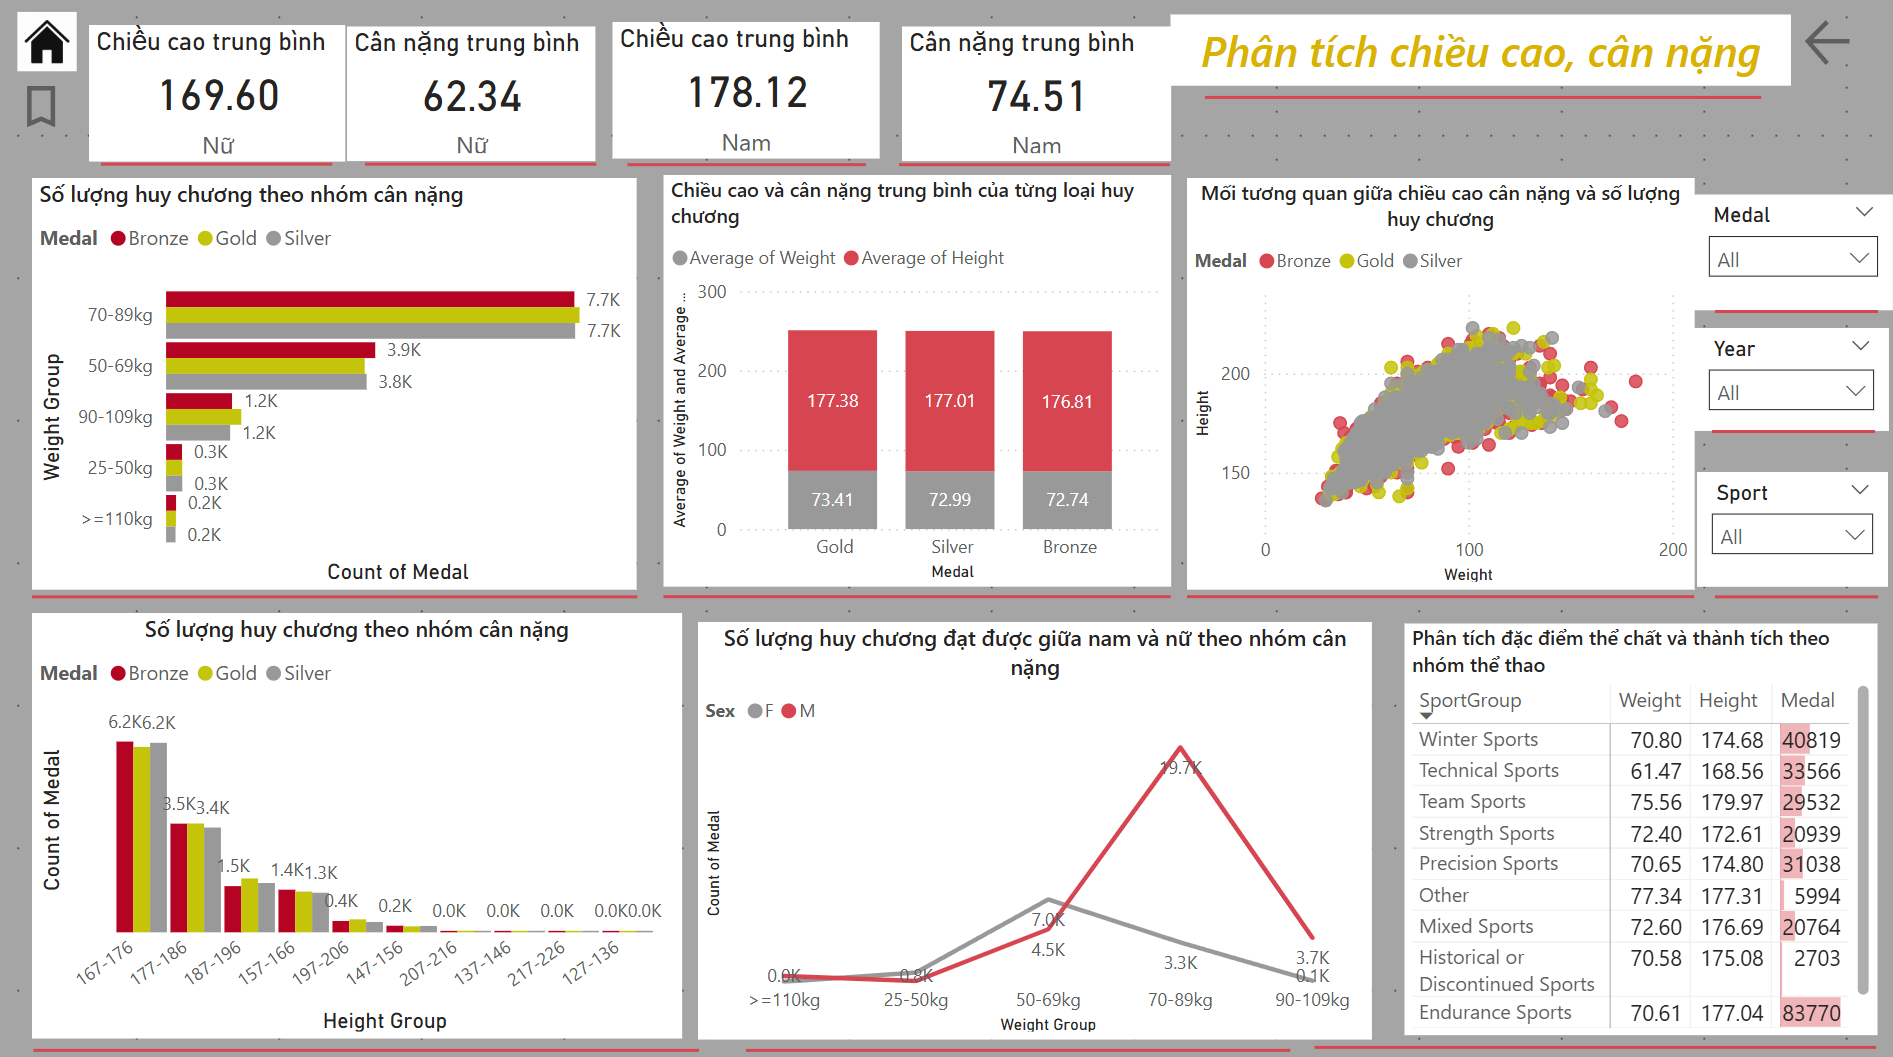 Chiều cao trung bình
169.60
Nữ
Cân nặng trung bình
62.34
Nữ
Chiều cao trung bình
178.12
Nam
Cân nặng trung bình
74.51
Nam
Phân tích chiều cao, cân nặng
Số lượng huy chương theo nhóm cân nặng
Medal Bronze Gold Silver
Weight Group
70-89kg
7.7K
7.7K
50-69kg
3.9K
3.8K
90-109kg
1.2K
1.2K
25-50kg
0.3K
0.3K
>=110kg
0.2K
0.2K
Count of Medal
Chiều cao và cân nặng trung bình của từng loại huy
chương
Average of Weight Average of Height
Average of Weight and Average ...
300
200
100
0
177.38
177.01
176.81
73.41
72.99
72.74
Gold
Silver
Bronze
Medal
Mối tương quan giữa chiều cao cân nặng và số lượng
huy chương
Medal Bronze Gold Silver
Height
200
150
0
100
200
Weight
Medal
All
Year
All
Sport
All
Số lượng huy chương theo nhóm cân nặng
Medal Bronze Gold Silver
Count of Medal
6.2K
6.2K
3.5K
3.4K
1.5K
1.4K
1.3K
0.4K
0.2K
0.0K
0.0K
0.0K
0.0K
0.0K
167-176
177-186
187-196
157-166
197-206
147-156
207-216
137-146
217-226
127-136
Height Group
Số lượng huy chương đạt được giữa nam và nữ theo nhóm cân
nặng
Sex F M
Count of Medal
0.0K
0.8K
7.0K
4.5K
19.7K
3.3K
3.7K
0.1K
>=110kg
25-50kg
50-69kg
70-89kg
90-109kg
Weight Group
Phân tích đặc điểm thể chất và thành tích theo
nhóm thể thao
SportGroup Weight Height Medal
Winter Sports 70.80 174.68 40819
Technical Sports 61.47 168.56 33566
Team Sports 75.56 179.97 29532
Strength Sports 72.40 172.61 20939
Precision Sports 70.65 174.80 31038
Other 77.34 177.31 5994
Mixed Sports 72.60 176.69 20764
Historical or 70.58 175.08 2703
Discontinued Sports
Endurance Sports 70.61 177.04 83770